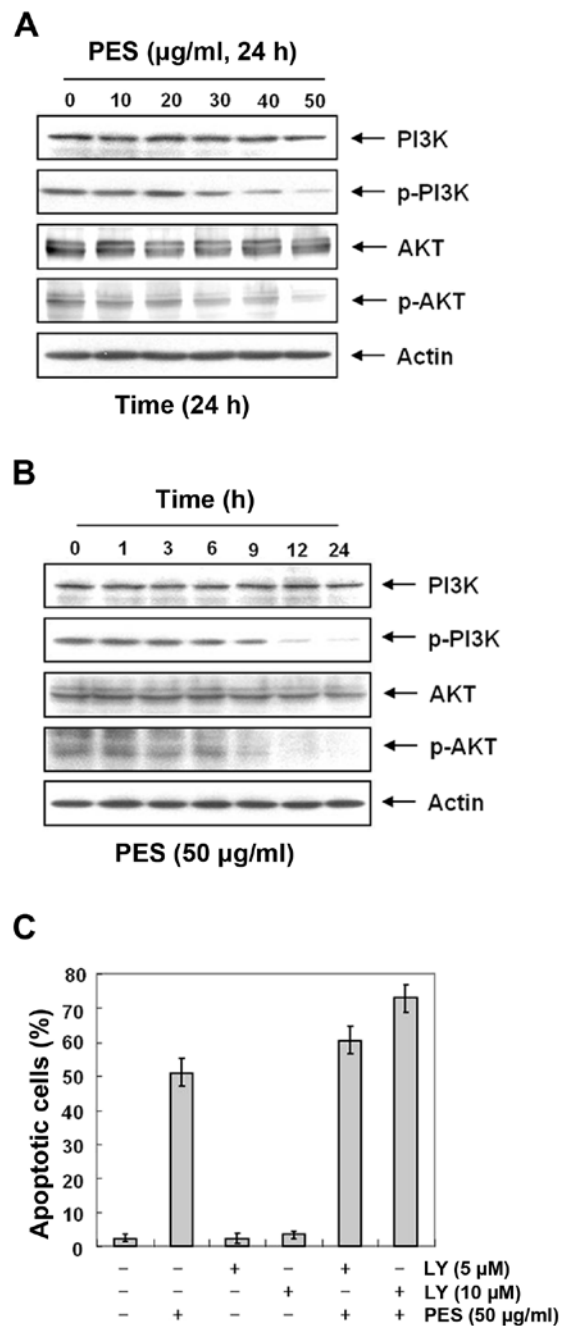 A
PES (µg/ml, 24 h)
0 10 20 30 40 50
PI3K
p-PI3K
AKT
p-AKT
Actin
Time (24 h)
B
Time (h)
0 1 3 6 9 12 24
PI3K
p-PI3K
AKT
p-AKT
Actin
PES (50 µg/ml)
C
Apoptotic cells (%)
80
70
60
50
40
30
20
10
0
– – + – + – LY (5 µM)
– – – + – + LY (10 µM)
– + – – + + PES (50 µg/ml)